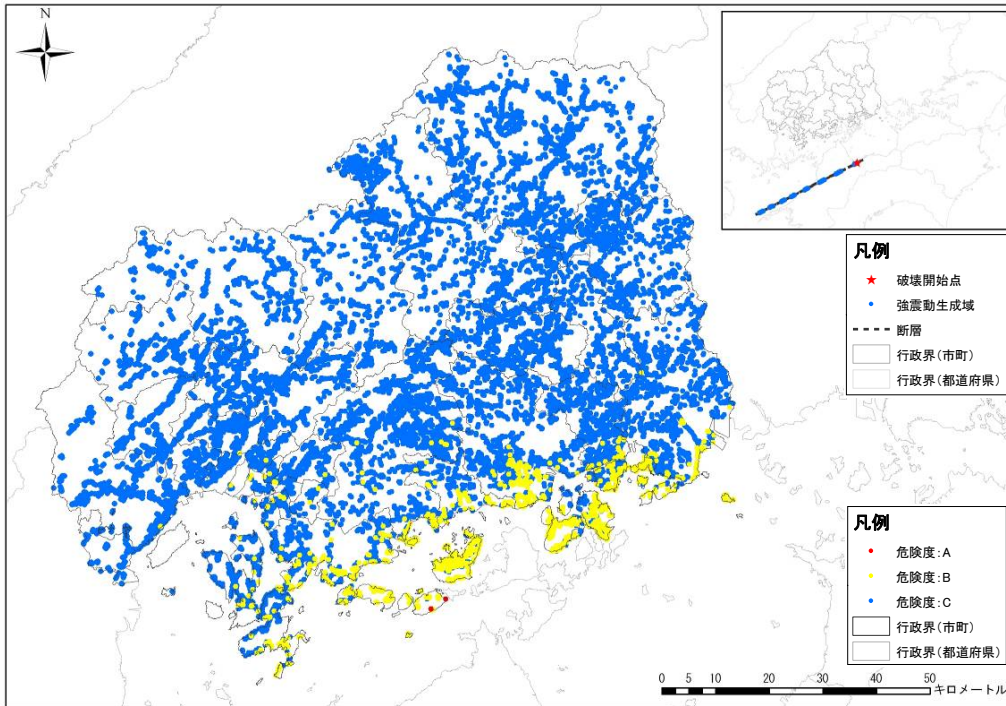 N
凡例
破壊開始点
強震動生成域
断層
行政界(市町)
行政界(都道府県)
凡例
危険度:A
危険度:B
危険度:C
行政界(市町)
行政界(都道府県)
0 5 10 20 30 40 50
キロメートル